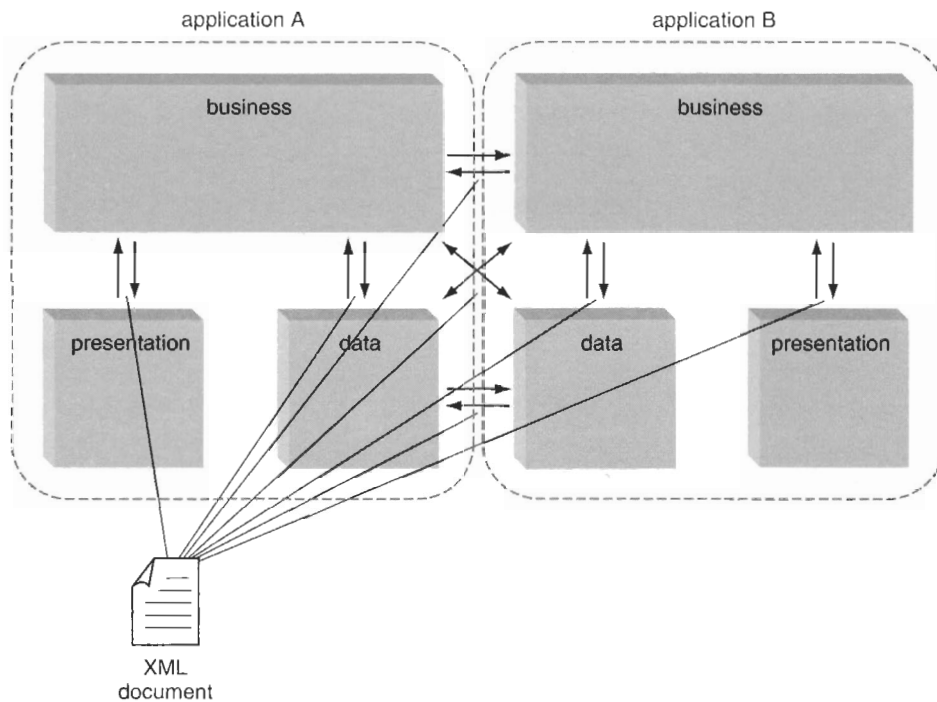 application A
application B
business
business
presentation
data
data
presentation
XML
document